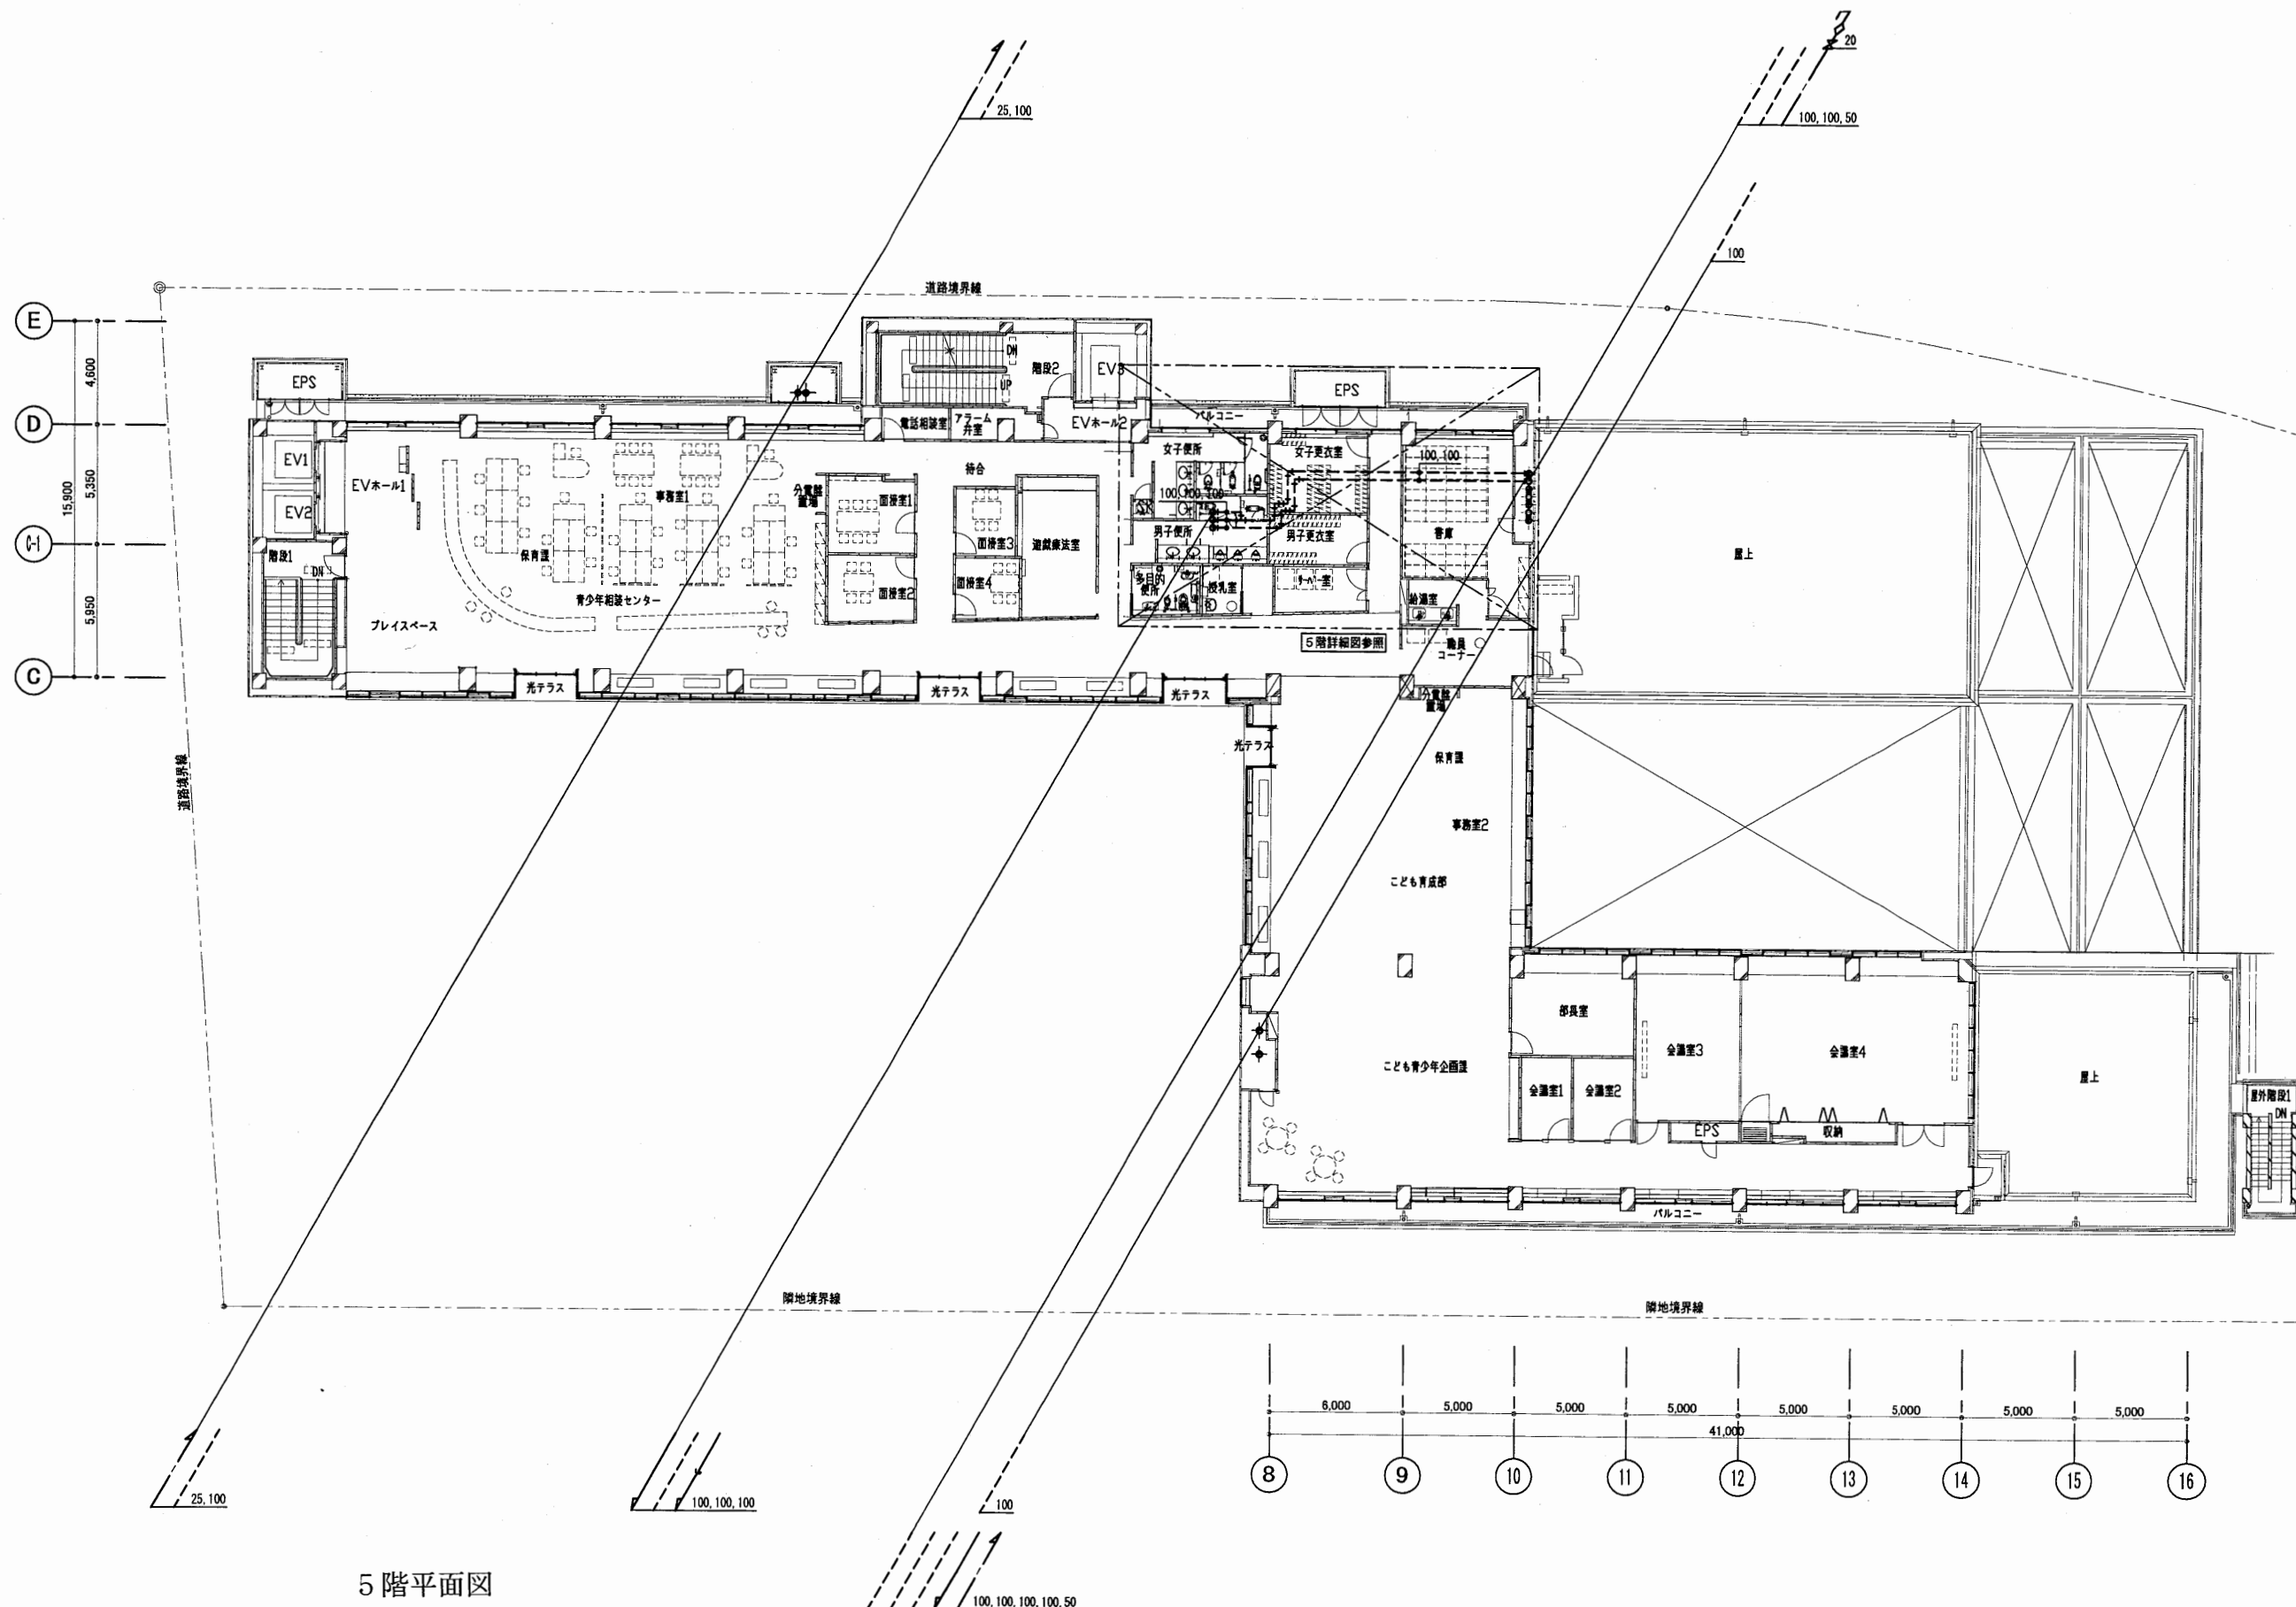 20
25,100
100,100,50
100
道路境界線
E
4,600
D
5,350
15,900
C-1
5,950
C
EPS
DN
UP
階段2
EV3
EPS
電話相談室
アラーム
弁室
EVホール2
バルコニー
EV1
EV2
EVホール1
階段1
DN
事務室1
保育課
青少年相談センター
プレイスペース
分電盤
置場
待合
面接室1
面接室2
面接室3
面接室4
遊戯療法室
女子便所
女子更衣室
100,100
100,100,100
SK
男子便所
男子更衣室
書庫
多目的
便所
授乳室
サーバー室
給湯室
5階詳細図参照
職員
コーナー
屋上
光テラス
光テラス
光テラス
分電盤
置場
光テラス
道路境界線
保育課
事務室2
こども育成部
部長室
会議室3
会議室4
こども青少年企画課
会議室1
会議室2
EPS
収納
屋上
屋外階段1
DN
バルコニー
隣地境界線
隣地境界線
6,000
5,000
5,000
5,000
5,000
5,000
5,000
5,000
41,000
8
9
10
11
12
13
14
15
16
25,100
100,100,100
100
100,100,100,100,50
5階平面図